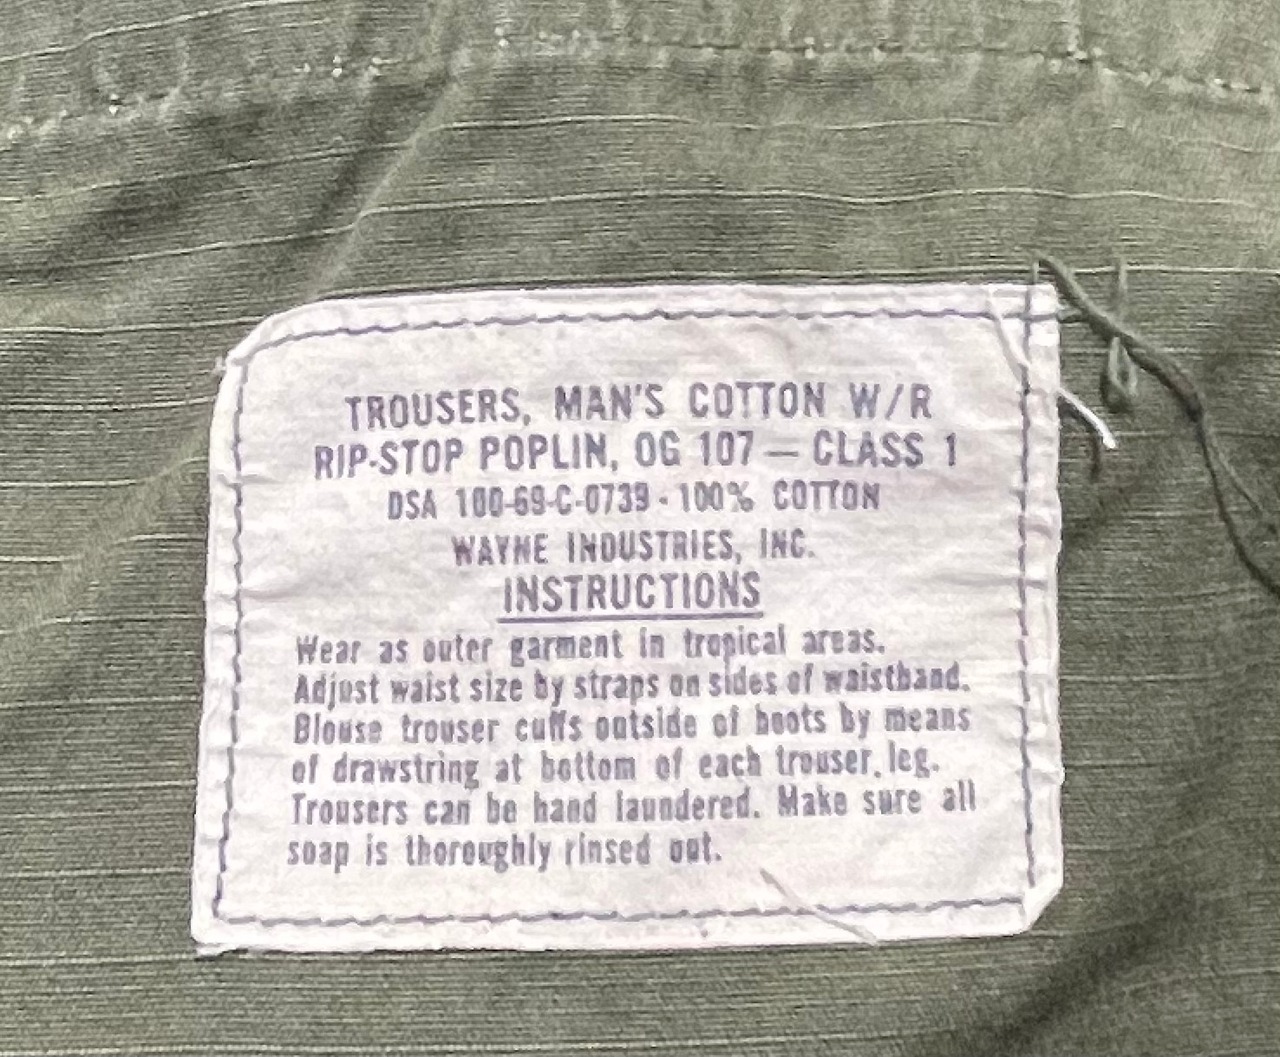 TROUSERS, MAN'S COTTON W/R
RIP-STOP POPLIN, OG 107 — CLASS 1
DSA 100-69-C-0739 - 100% COTTON
WAYNE INDUSTRIES, INC.
INSTRUCTIONS
Wear as outer garment in tropical areas.
Adjust waist size by straps on sides of waistband.
Blouse trouser cuffs outside of boots by means
of drawstring at bottom of each trouser leg.
Trousers can be hand laundered. Make sure all
soap is thoroughly rinsed out.